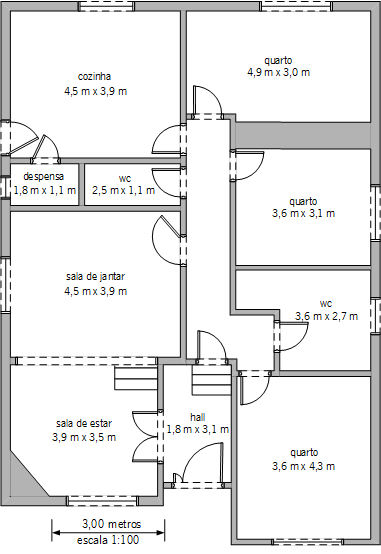 cozinha
4,5 m x 3,9 m
quarto
4,9 m x 3,0 m
despensa
1,8 m x 1,1 m
wc
2,5 m x 1,1 m
quarto
3,6 m x 3,1 m
sala de jantar
4,5 m x 3,9 m
wc
3,6 m x 2,7 m
sala de estar
3,9 m x 3,5 m
hall
1,8 m x 3,1 m
quarto
3,6 m x 4,3 m
3,00 metros
escala 1:100